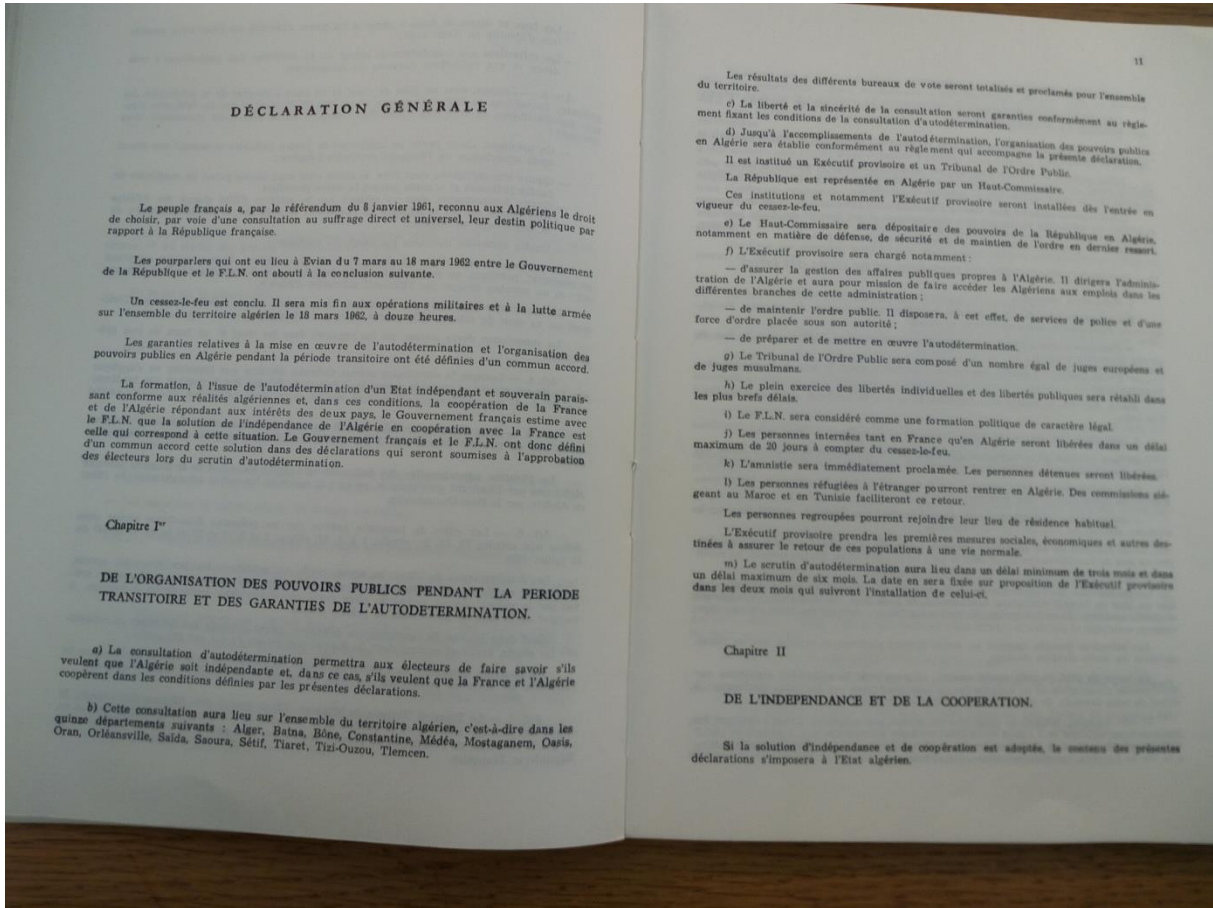 DÉCLARATION GÉNÉRALE
Le peuple français a, par le référendum du 8 janvier 1961, reconnu aux Algériens le droit
de choisir, par voie d'une consultation au suffrage direct et universel, leur destin politique par
rapport à la République française.
Les pourparlers qui ont eu lieu à Evian du 7 mars au 18 mars 1962 entre le Gouvernement
de la République et le F.L.N. ont abouti à la conclusion suivante.
Un cessez-le-feu est conclu. Il sera mis fin aux opérations militaires et à la lutte armée
sur l'ensemble du territoire algérien le 18 mars 1962, à douze heures.
Les garanties relatives à la mise en œuvre de l'autodétermination et l'organisation des
pouvoirs publics en Algérie pendant la période transitoire ont été définies d'un commun accord.
La formation, à l'issue de l'autodétermination d'un Etat indépendant et souverain parais-
sant conforme aux réalités algériennes et, dans ces conditions, la coopération de la France
et de l'Algérie répondant aux intérêts des deux pays, le Gouvernement français estime avec
le F.L.N. que la solution de l'indépendance de l'Algérie en coopération avec la France est
celle qui correspond à cette situation. Le Gouvernement français et le F.L.N. ont donc défini
d'un commun accord cette solution dans des déclarations qui seront soumises à l'approbation
des électeurs lors du scrutin d'autodétermination.
Chapitre Ier
DE L'ORGANISATION DES POUVOIRS PUBLICS PENDANT LA PERIODE
TRANSITOIRE ET DES GARANTIES DE L'AUTODETERMINATION.
a) La consultation d'autodétermination permettra aux électeurs de faire savoir s'ils
veulent que l'Algérie soit indépendante et, dans ce cas, s'ils veulent que la France et l'Algérie
coopèrent dans les conditions définies par les présentes déclarations.
b) Cette consultation aura lieu sur l'ensemble du territoire algérien, c'est-à-dire dans les
quinze départements suivants : Alger, Batna, Bône, Constantine, Médéa, Mostaganem, Oasis,
Oran, Orléansville, Saïda, Saoura, Sétif, Tiaret, Tizi-Ouzou, Tlemcen.
11
Les résultats des différents bureaux de vote seront totalisés et proclamés pour l'ensemble
du territoire.
c) La liberté et la sincérité de la consultation seront garanties conformément au règle-
ment fixant les conditions de la consultation d'autodétermination.
d) Jusqu'à l'accomplissements de l'autodétermination, l'organisation des pouvoirs publics
en Algérie sera établie conformément au règlement qui accompagne la présente déclaration.
Il est institué un Exécutif provisoire et un Tribunal de l'Ordre Public.
La République est représentée en Algérie par un Haut-Commissaire.
Ces institutions et notamment l'Exécutif provisoire seront installées dès l'entrée en
vigueur du cessez-le-feu.
e) Le Haut-Commissaire sera dépositaire des pouvoirs de la République en Algérie,
notamment en matière de défense, de sécurité et de maintien de l'ordre en dernier ressort.
f) L'Exécutif provisoire sera chargé notamment :
— d'assurer la gestion des affaires publiques propres à l'Algérie. Il dirigera l'adminis-
tration de l'Algérie et aura pour mission de faire accéder les Algériens aux emplois dans les
différentes branches de cette administration ;
— de maintenir l'ordre public. Il disposera, à cet effet, de services de police et d'une
force d'ordre placée sous son autorité ;
— de préparer et de mettre en œuvre l'autodétermination.
g) Le Tribunal de l'Ordre Public sera composé d'un nombre égal de juges européens et
de juges musulmans.
h) Le plein exercice des libertés individuelles et des libertés publiques sera rétabli dans
les plus brefs délais.
i) Le F.L.N. sera considéré comme une formation politique de caractère légal.
j) Les personnes internées tant en France qu'en Algérie seront libérées dans un délai
maximum de 20 jours à compter du cessez-le-feu.
k) L'amnistie sera immédiatement proclamée. Les personnes détenues seront libérées.
l) Les personnes réfugiées à l'étranger pourront rentrer en Algérie. Des commissions sié-
geant au Maroc et en Tunisie faciliteront ce retour.
Les personnes regroupées pourront rejoindre leur lieu de résidence habituel.
L'Exécutif provisoire prendra les premières mesures sociales, économiques et autres des-
tinées à assurer le retour de ces populations à une vie normale.
m) Le scrutin d'autodétermination aura lieu dans un délai minimum de trois mois et dans
un délai maximum de six mois. La date en sera fixée sur proposition de l'Exécutif provisoire
dans les deux mois qui suivront l'installation de celui-ci.
Chapitre II
DE L'INDEPENDANCE ET DE LA COOPERATION.
Si la solution d'indépendance et de coopération est adoptée, le contenu des présentes
déclarations s'imposera à l'Etat algérien.